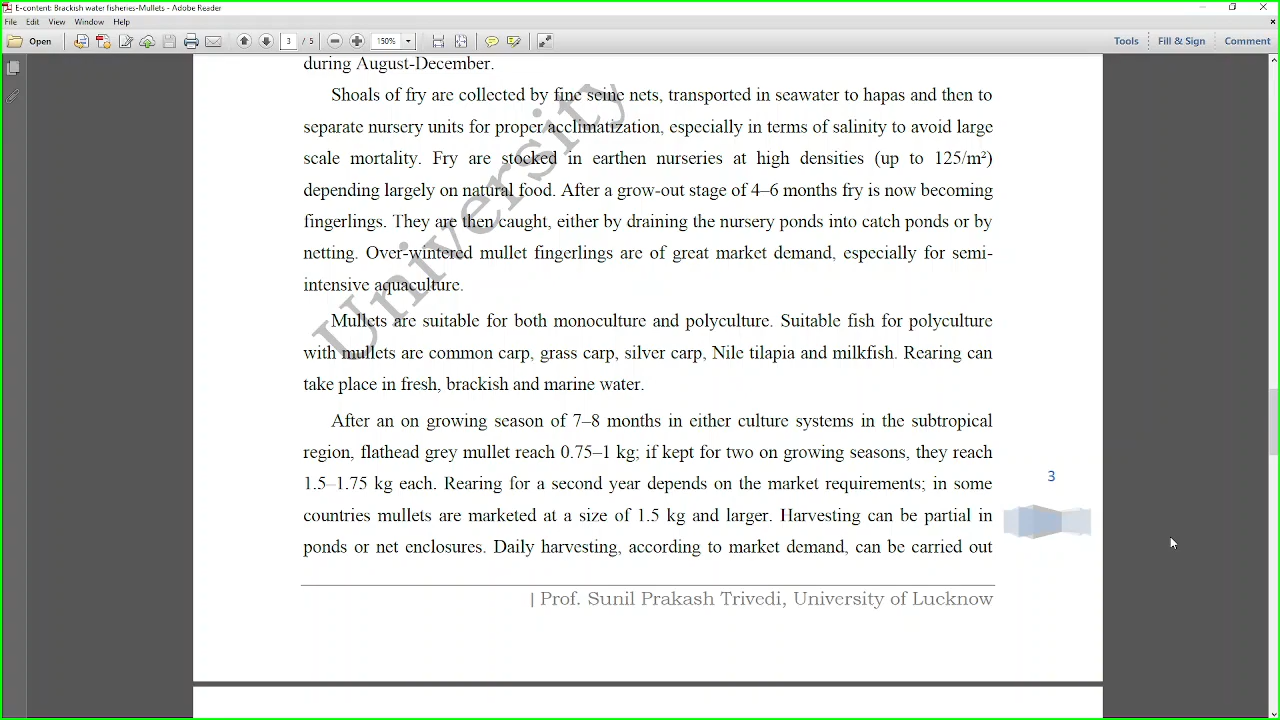 E-content: Brackish water fisheries-Mullets - Adobe Reader
File Edit View Window Help
Open 3 / 5 150% Tools Fill & Sign Comment
during August-December.
Shoals of fry are collected by fine seine nets, transported in seawater to hapas and then to
separate nursery units for proper acclimatization, especially in terms of salinity to avoid large
scale mortality. Fry are stocked in earthen nurseries at high densities (up to 125/m²)
depending largely on natural food. After a grow-out stage of 4–6 months fry is now becoming
fingerlings. They are then caught, either by draining the nursery ponds into catch ponds or by
netting. Over-wintered mullet fingerlings are of great market demand, especially for semi-
intensive aquaculture.
University
Mullets are suitable for both monoculture and polyculture. Suitable fish for polyculture
with mullets are common carp, grass carp, silver carp, Nile tilapia and milkfish. Rearing can
take place in fresh, brackish and marine water.
After an on growing season of 7–8 months in either culture systems in the subtropical
region, flathead grey mullet reach 0.75–1 kg; if kept for two on growing seasons, they reach
1.5–1.75 kg each. Rearing for a second year depends on the market requirements; in some
countries mullets are marketed at a size of 1.5 kg and larger. Harvesting can be partial in
ponds or net enclosures. Daily harvesting, according to market demand, can be carried out
3
| Prof. Sunil Prakash Trivedi, University of Lucknow